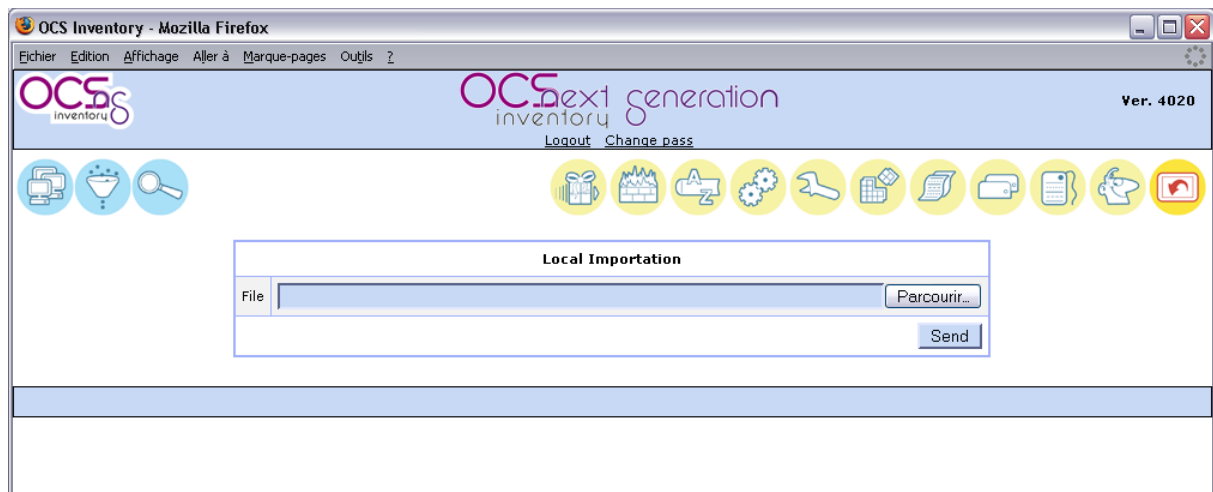 OCS Inventory - Mozilla Firefox
Fichier Edition Affichage Aller à Marque-pages Outils ?
OCS ng
inventory
OCS next generation
inventory
Ver. 4020
Logout Change pass
A
Z
Local Importation
File Parcourir...
Send